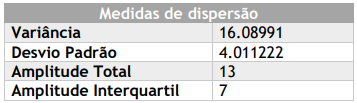 Medidas de dispersão
Variância 16.08991
Desvio Padrão 4.011222
Amplitude Total 13
Amplitude Interquartil 7